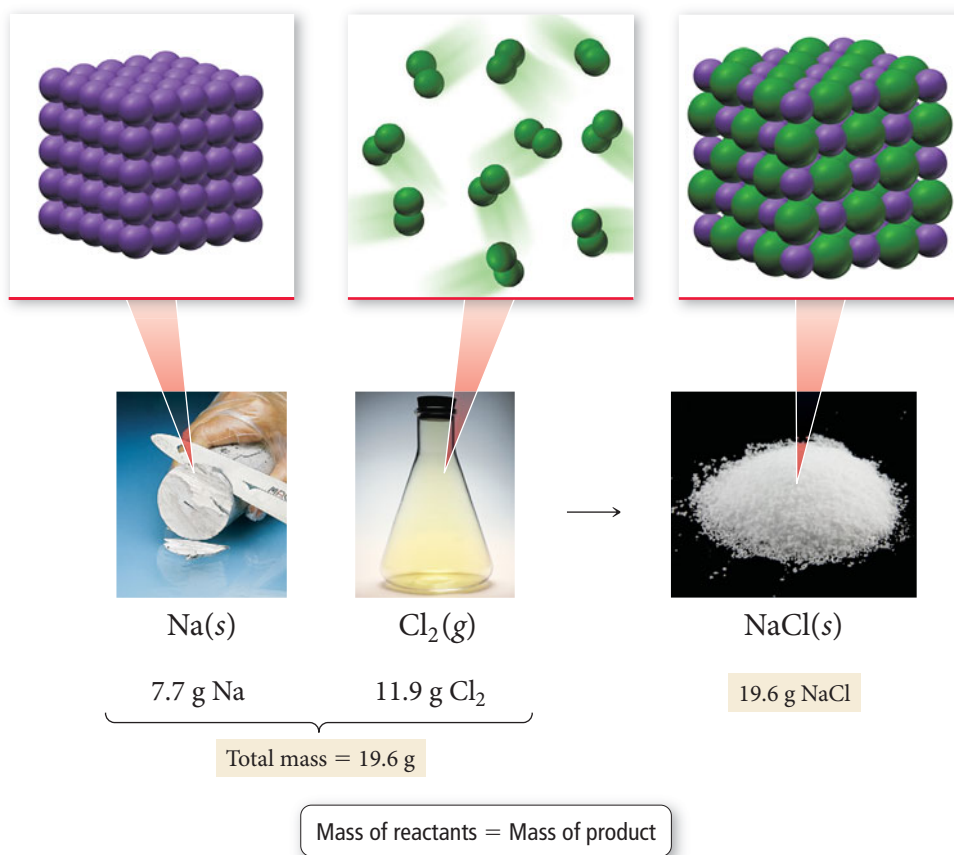 Na(s)
Cl₂(g)
NaCl(s)
7.7 g Na
11.9 g Cl₂
19.6 g NaCl
Total mass = 19.6 g
Mass of reactants = Mass of product